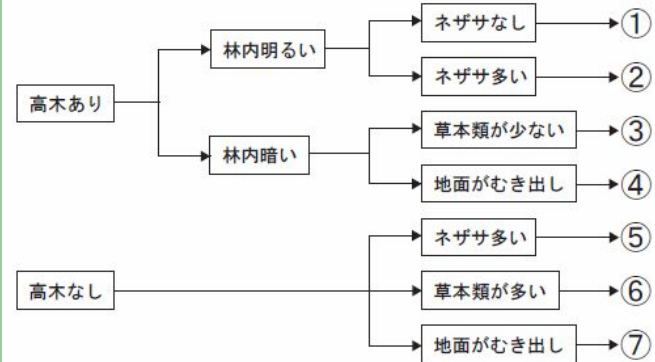 高木あり
林内明るい
ネザサなし
①
ネザサ多い
②
林内暗い
草本類が少ない
③
地面がむき出し
④
高木なし
ネザサ多い
⑤
草本類が多い
⑥
地面がむき出し
⑦